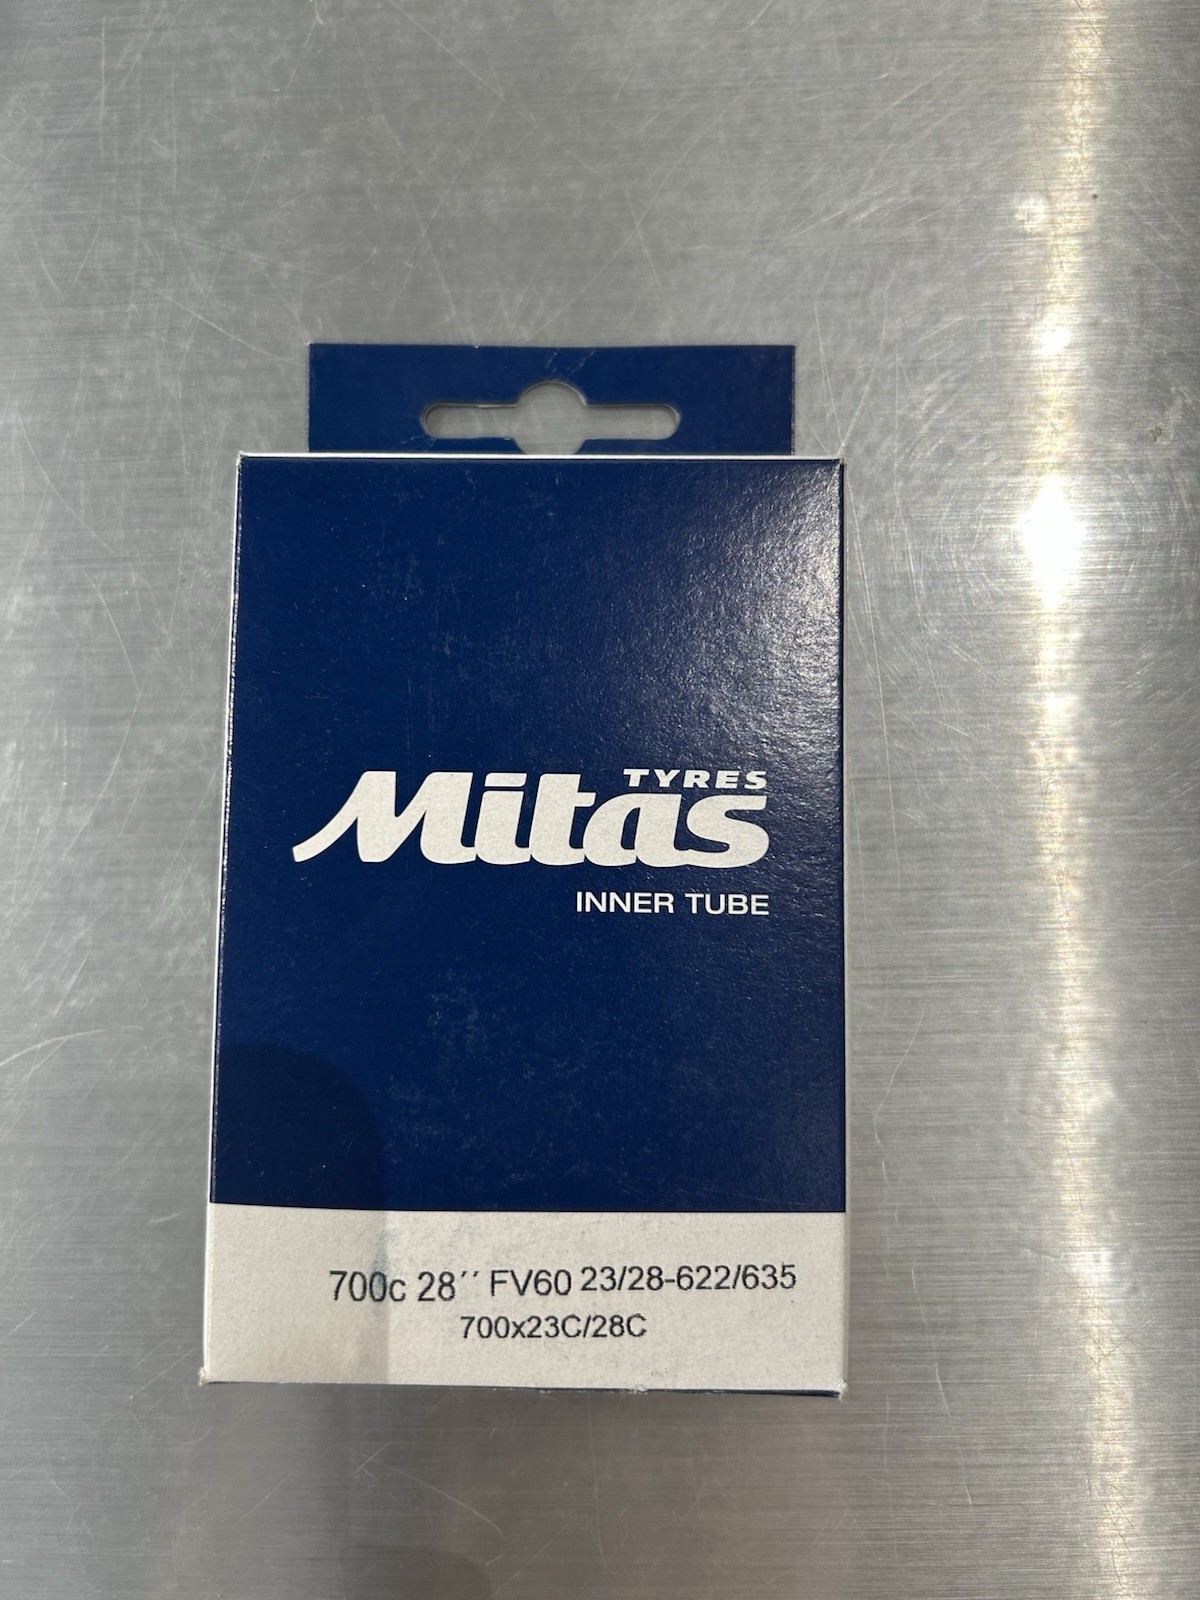 TYRES
Mitas
INNER TUBE
700c 28´´ FV60 23/28-622/635
700x23C/28C